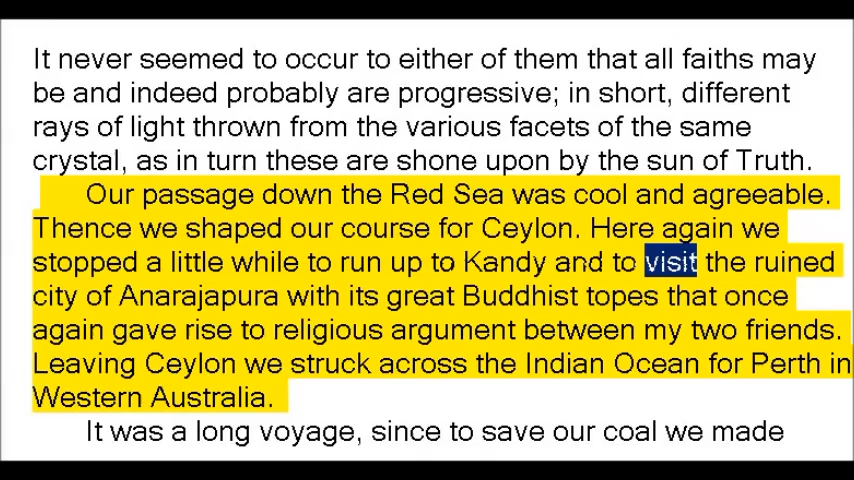 It never seemed to occur to either of them that all faiths may
be and indeed probably are progressive; in short, different
rays of light thrown from the various facets of the same
crystal, as in turn these are shone upon by the sun of Truth.
Our passage down the Red Sea was cool and agreeable.
Thence we shaped our course for Ceylon. Here again we
stopped a little while to run up to Kandy and to visit the ruined
city of Anarajapura with its great Buddhist topes that once
again gave rise to religious argument between my two friends.
Leaving Ceylon we struck across the Indian Ocean for Perth in
Western Australia.
It was a long voyage, since to save our coal we made